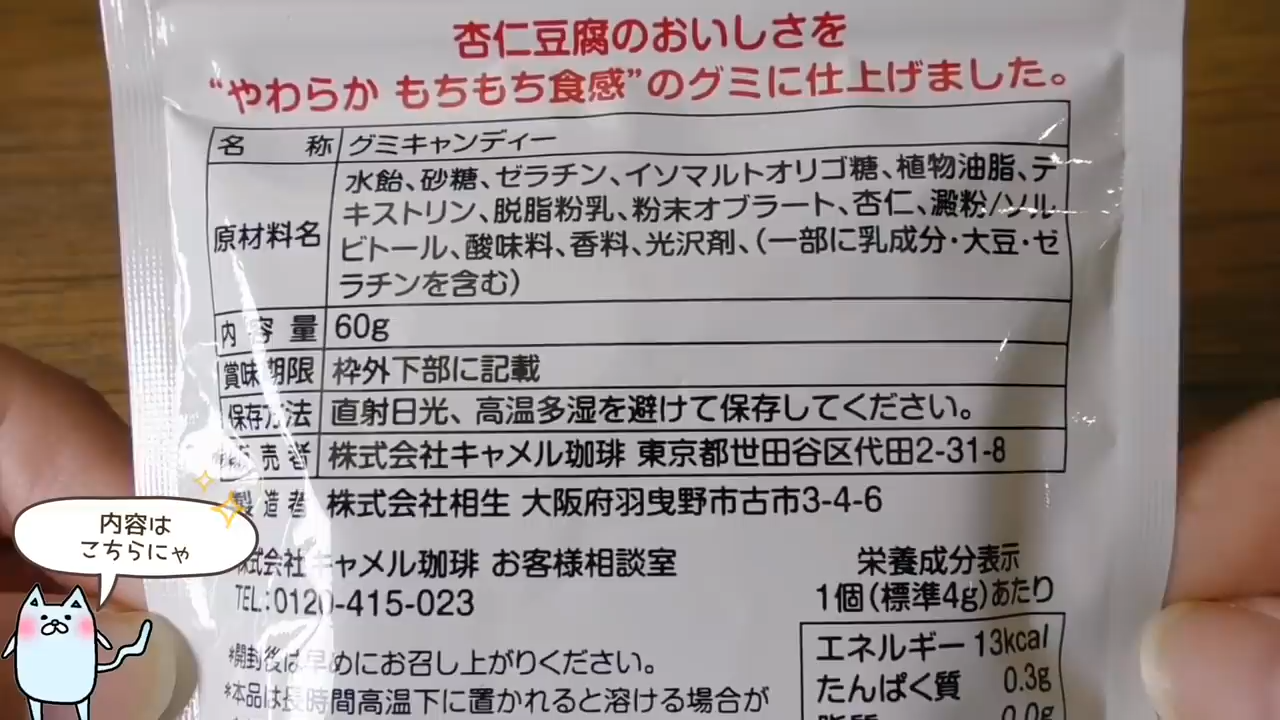 杏仁豆腐のおいしさを
“やわらか もちもち食感”のグミに仕上げました。
名 称 グミキャンディー
原材料名 水飴、砂糖、ゼラチン、イソマルトオリゴ糖、植物油脂、デ
キストリン、脱脂粉乳、粉末オブラート、杏仁、澱粉/ソル
ビトール、酸味料、香料、光沢剤、(一部に乳成分・大豆・ゼ
ラチンを含む)
内 容 量 60g
賞味期限 枠外下部に記載
保存方法 直射日光、高温多湿を避けて保存してください。
販 売 者 株式会社キャメル珈琲 東京都世田谷区代田2-31-8
製 造 者 株式会社相生 大阪府羽曳野市古市3-4-6
株式会社キャメル珈琲 お客様相談室
TEL:0120-415-023
*開封後は早めにお召し上がりください。
*本品は長時間高温下に置かれると溶ける場合が
栄養成分表示
1個(標準4g)あたり
エネルギー 13kcal
たんぱく質 0.3g
脂質 0.0g
内容は
こちらにゃ